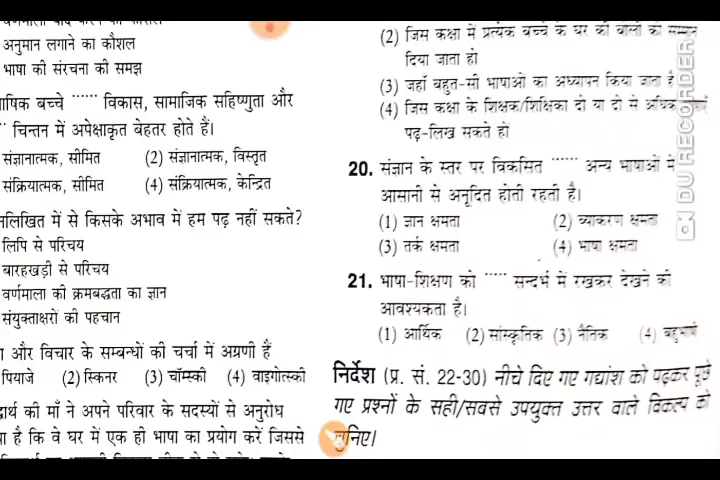 वर्णमाला याद करने का कौशल
अनुमान लगाने का कौशल
भाषा की संरचना की समझ
भाषिक बच्चे ...... विकास, सामाजिक सहिष्णुता और
चिन्तन में अपेक्षाकृत बेहतर होते हैं।
संज्ञानात्मक, सीमित (2) संज्ञानात्मक, विस्तृत
संक्रियात्मक, सीमित (4) संक्रियात्मक, केन्द्रित
लिखित में से किसके अभाव में हम पढ़ नहीं सकते?
लिपि से परिचय
बारहखड़ी से परिचय
वर्णमाला की क्रमबद्धता का ज्ञान
संयुक्ताक्षरों की पहचान
और विचार के सम्बन्धों की चर्चा में अग्रणी हैं
पियाजे (2) स्किनर (3) चॉम्स्की (4) वाइगोत्स्की
की माँ ने अपने परिवार के सदस्यों से अनुरोध
है कि वे घर में एक ही भाषा का प्रयोग करें जिससे
(2) जिस कक्षा में प्रत्येक बच्चे के घर की बोली को सम्मान
दिया जाता हो
(3) जहाँ बहुत-सी भाषाओं का अध्यापन किया जाता है
(4) जिस कक्षा के शिक्षक/शिक्षिका दो या दो से अधिक
पढ़-लिख सकते हों
20. संज्ञान के स्तर पर विकसित ...... अन्य भाषाओं में
आसानी से अनूदित होती रहती है।
(1) ज्ञान क्षमता (2) व्याकरण क्षमता
(3) तर्क क्षमता (4) भाषा क्षमता
21. भाषा-शिक्षण को .... सन्दर्भ में रखकर देखने की
आवश्यकता है।
(1) आर्थिक (2) सांस्कृतिक (3) नैतिक (4)
निर्देश (प्र. सं. 22-30) नीचे दिए गए गद्यांश को पढ़कर पूछे
गए प्रश्नों के सही/सबसे उपयुक्त उत्तर वाले विकल्प को
चुनिए।
DU RECORDER